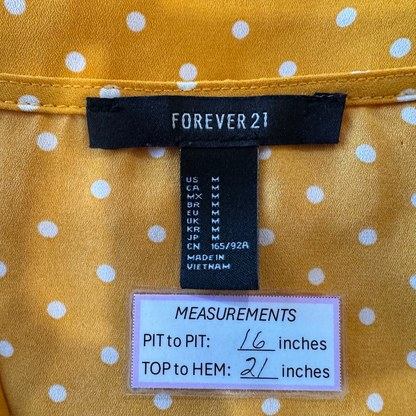 FOREVER 21
US M
CA M
MX M
BR M
EU M
UK M
KR M
JP M
CN 165/92A
MADE IN
VIETNAM
MEASUREMENTS
PIT to PIT: 16 inches
TOP to HEM: 21 inches